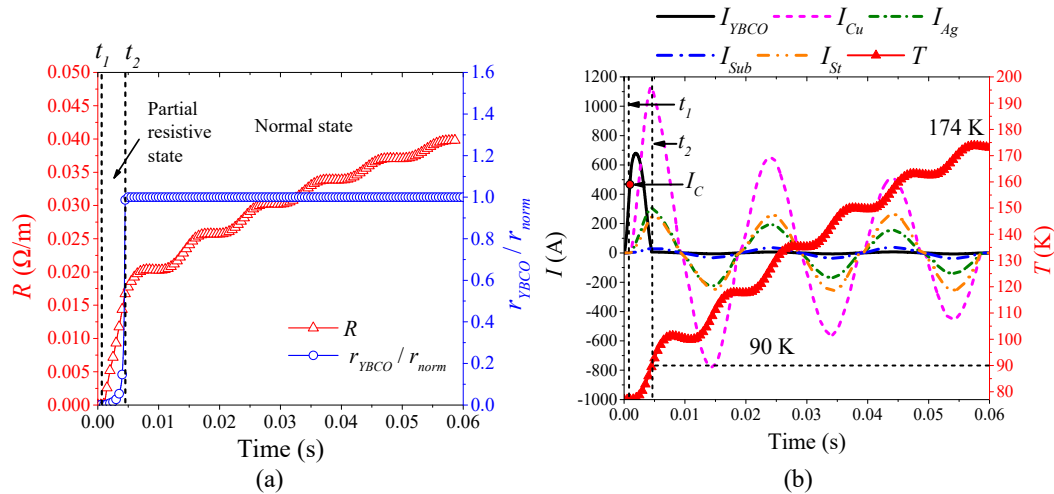 t1 t2
0.050
0.045
0.040
0.035
0.030
0.025
0.020
0.015
0.010
0.005
0.000
R (Ω/m)
Partial
resistive
state
Normal state
R
rYBCO / rnorm
1.6
1.4
1.2
1.0
0.8
0.6
0.4
0.2
0.0
rYBCO / rnorm
0.00 0.01 0.02 0.03 0.04 0.05 0.06
Time (s)
(a)
IYBCO ICu IAg
ISub ISt T
1200
1000
800
600
400
200
0
-200
-400
-600
-800
-1000
I (A)
t1
t2
IC
174 K
90 K
200
190
180
170
160
150
140
130
120
110
100
90
80
T (K)
0.00 0.01 0.02 0.03 0.04 0.05 0.06
Time (s)
(b)